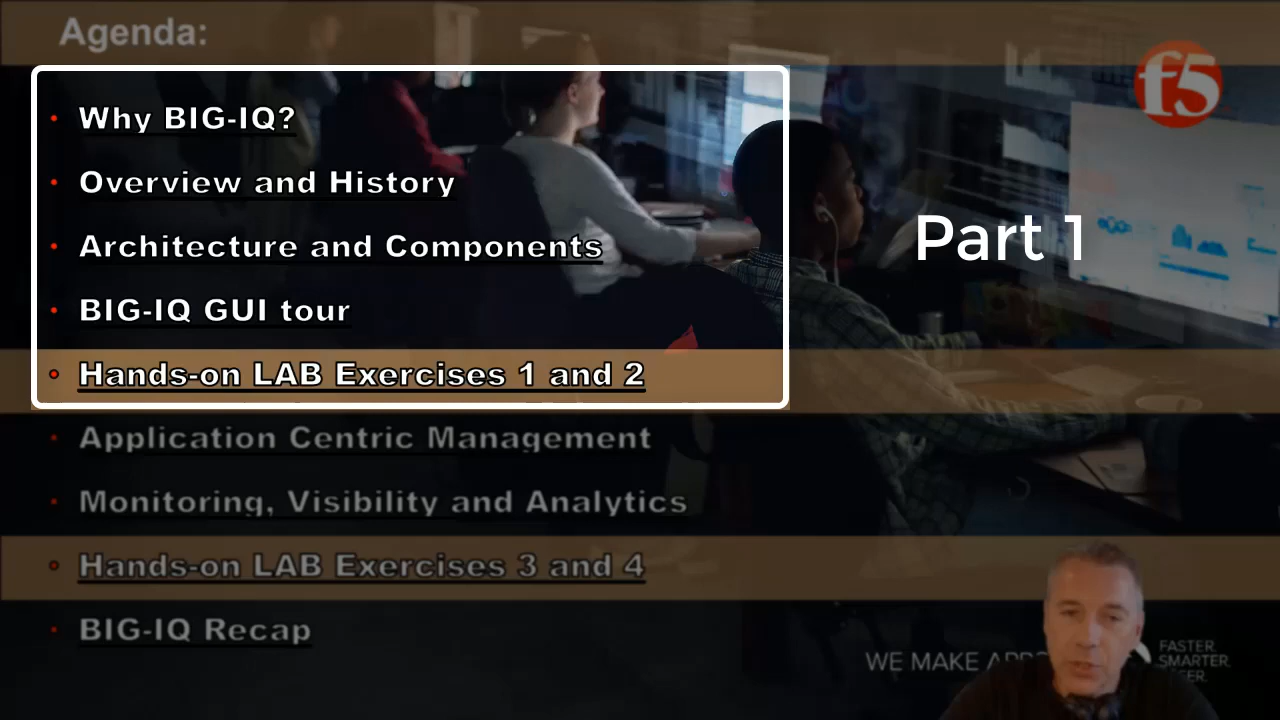 Agenda:
f5
Why BIG-IQ?
Overview and History
Architecture and Components
BIG-IQ GUI tour
Hands-on LAB Exercises 1 and 2
Part 1
Application Centric Management
Monitoring, Visibility and Analytics
Hands-on LAB Exercises 3 and 4
BIG-IQ Recap
WE MAKE
FASTER.
SMARTER.